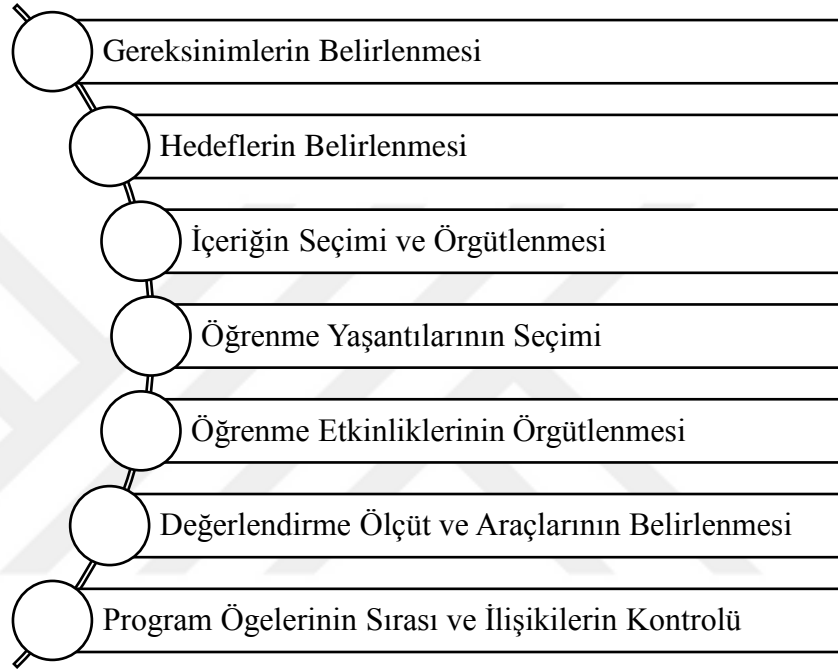 Gereksinimlerin Belirlenmesi
Hedeflerin Belirlenmesi
İçeriğin Seçimi ve Örgütlenmesi
Öğrenme Yaşantılarının Seçimi
Öğrenme Etkinliklerinin Örgütlenmesi
Değerlendirme Ölçüt ve Araçlarının Belirlenmesi
Program Ögelerinin Sırası ve İlişikilerin Kontrolü